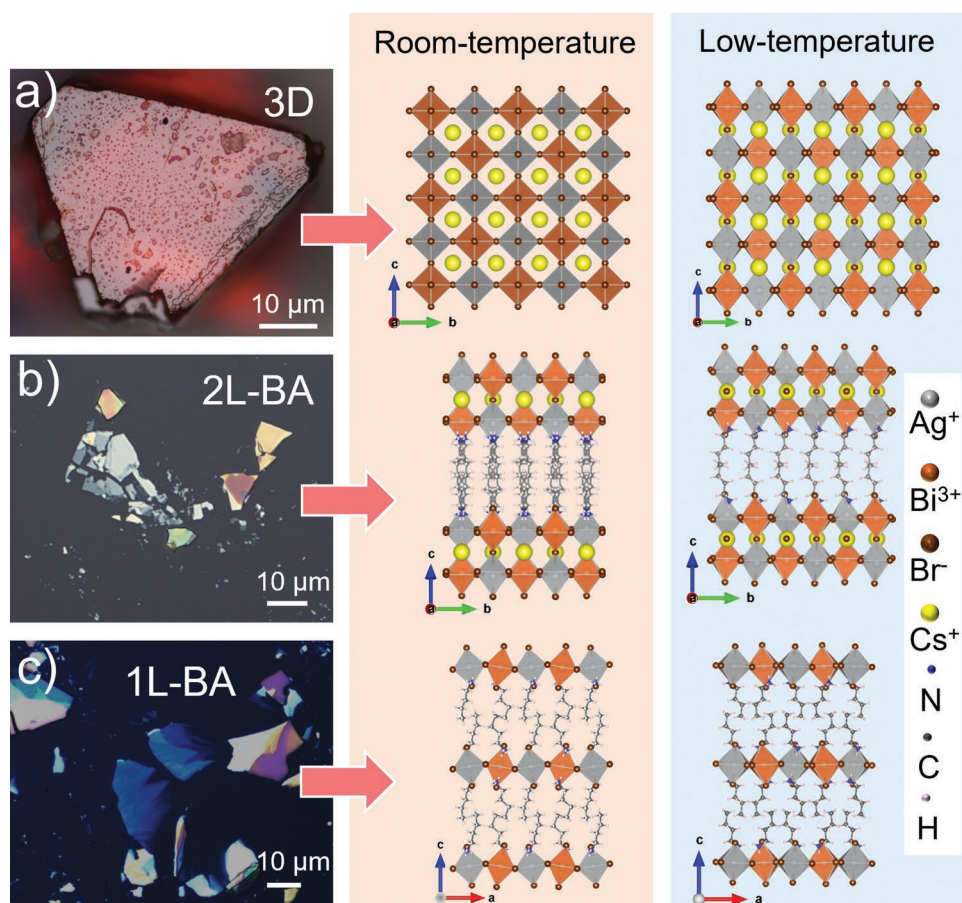 Room-temperature
Low-temperature
a)
3D
10 µm
c
a
b
c
a
b
b)
2L-BA
10 µm
c
a
b
c
a
b
c)
1L-BA
10 µm
c
a
c
a
Ag⁺
Bi³⁺
Br⁻
Cs⁺
N
C
H